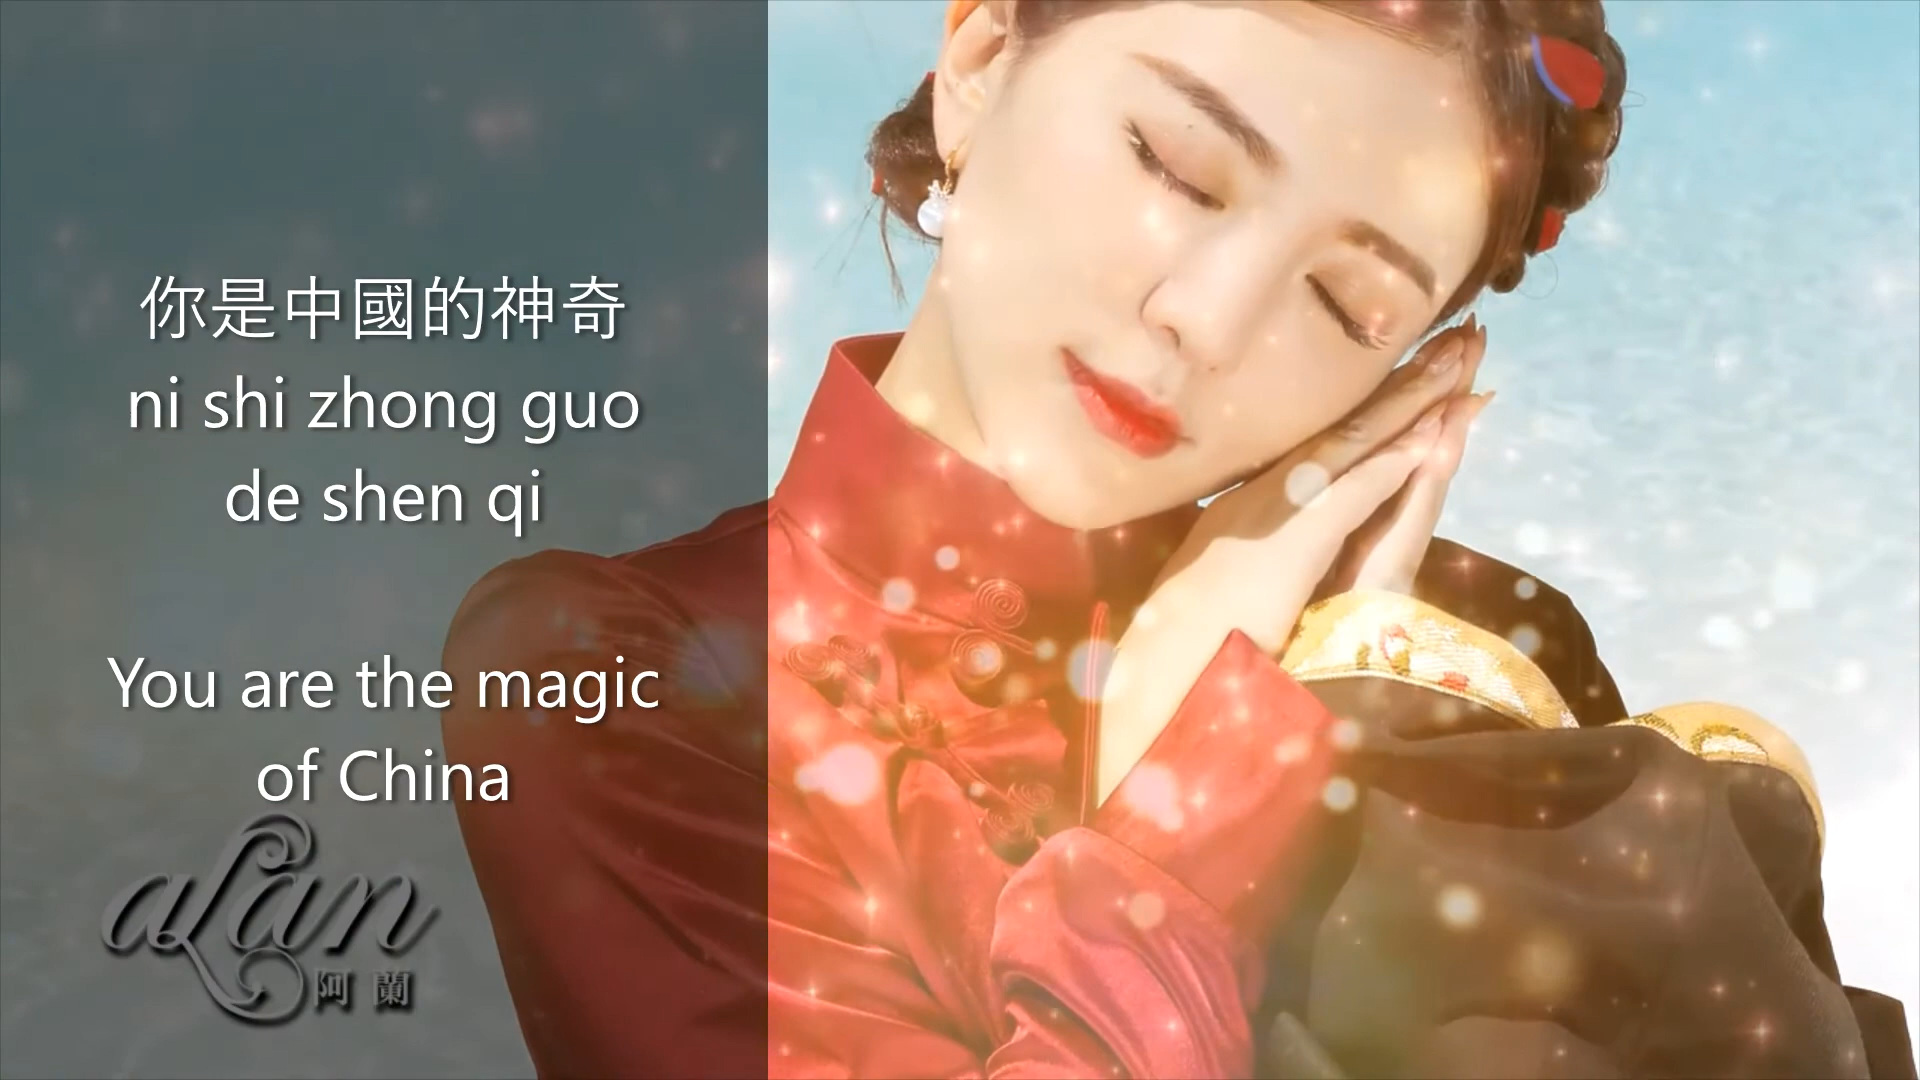 你是中國的神奇
ni shi zhong guo
de shen qi
You are the magic
of China
aLan
阿蘭